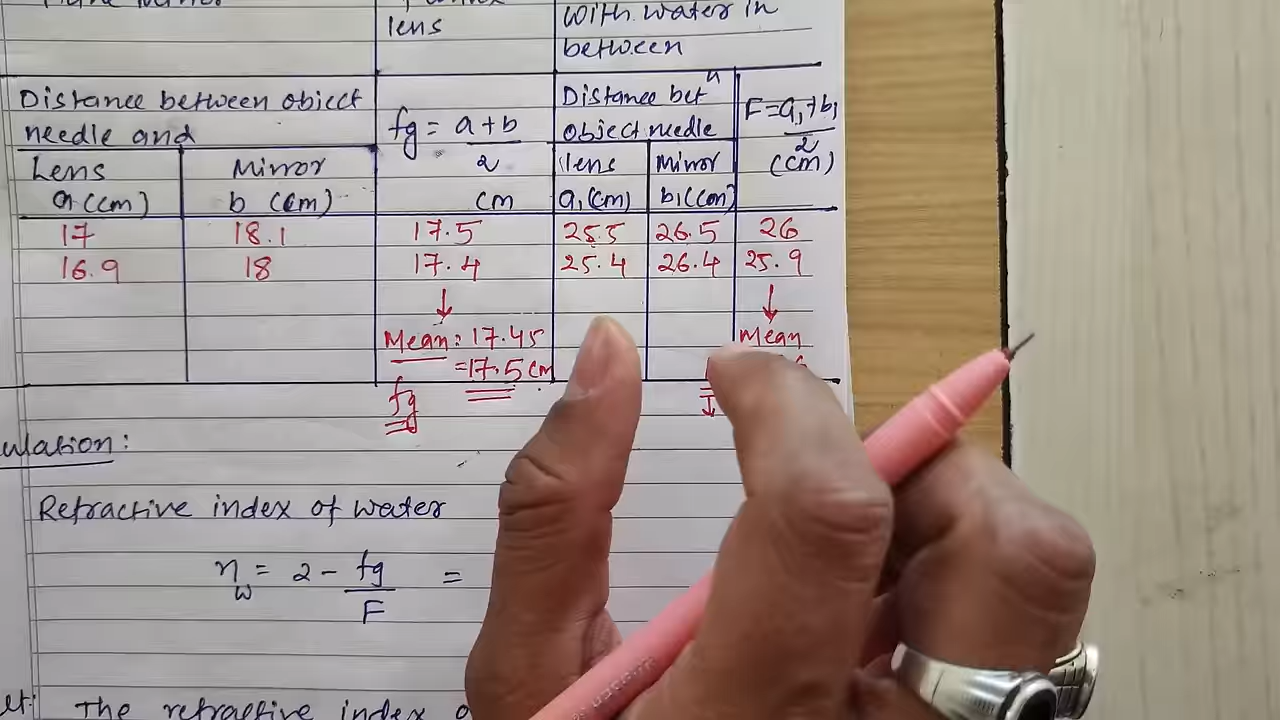 lens
with water in
between
Distance between object
needle and
fg = a+b
2
cm
Distance betn
object needle
F = a1+b1
2
(cm)
Lens
a (cm)
Mirror
b (cm)
lens
a1(cm)
Mirror
b1(cm)
17 18.1 17.5 25.5 26.5 26
16.9 18 17.4 25.4 26.4 25.9
↓ ↓
Mean: 17.45
= 17.5 cm
fg
Mean
ulation:
Refractive index of water
nw = 2 - fg/F =
The refractive index